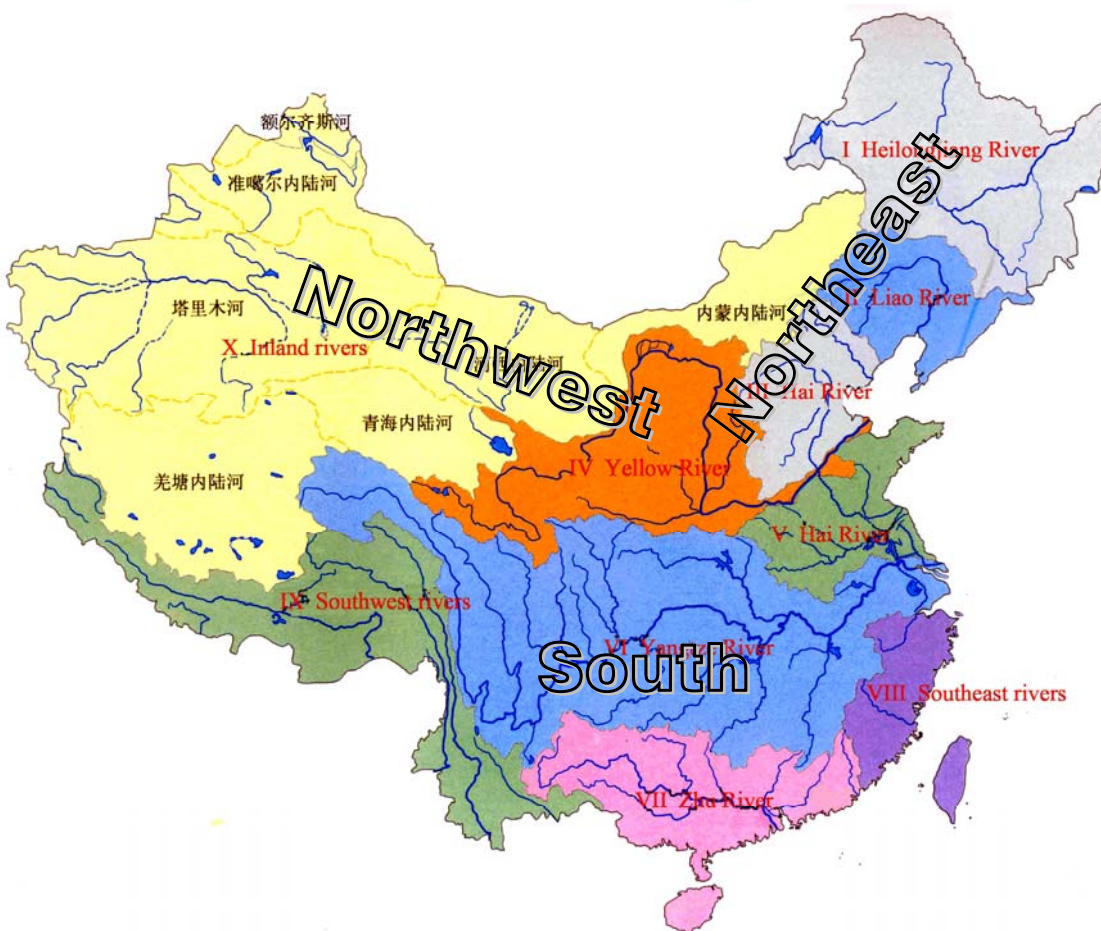 额尔齐斯河
I Heilongjiang River
准噶尔内陆河
Northeast
II Liao River
塔里木河
内蒙内陆河
Northwest
X Inland rivers
III Hai River
青海内陆河
IV Yellow River
羌塘内陆河
V Hai River
IX Southwest rivers
VI River
South
VIII Southeast rivers
VII Zhu River